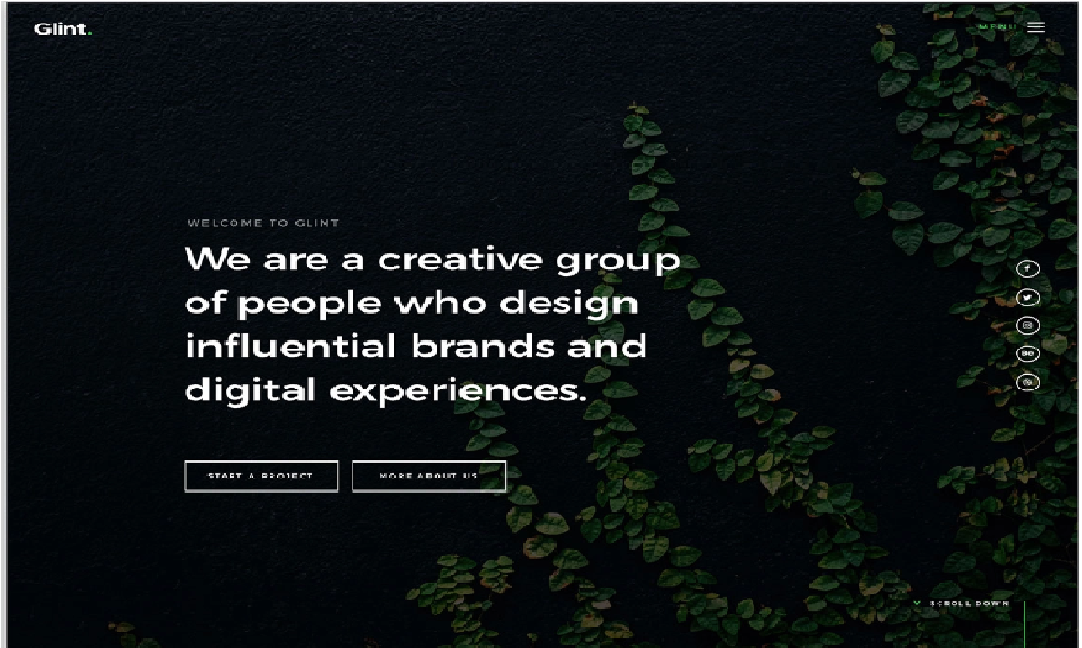 Glint.
MENU
WELCOME TO GLINT
We are a creative group
of people who design
influential brands and
digital experiences.
START A PROJECT
MORE ABOUT US
SCROLL DOWN